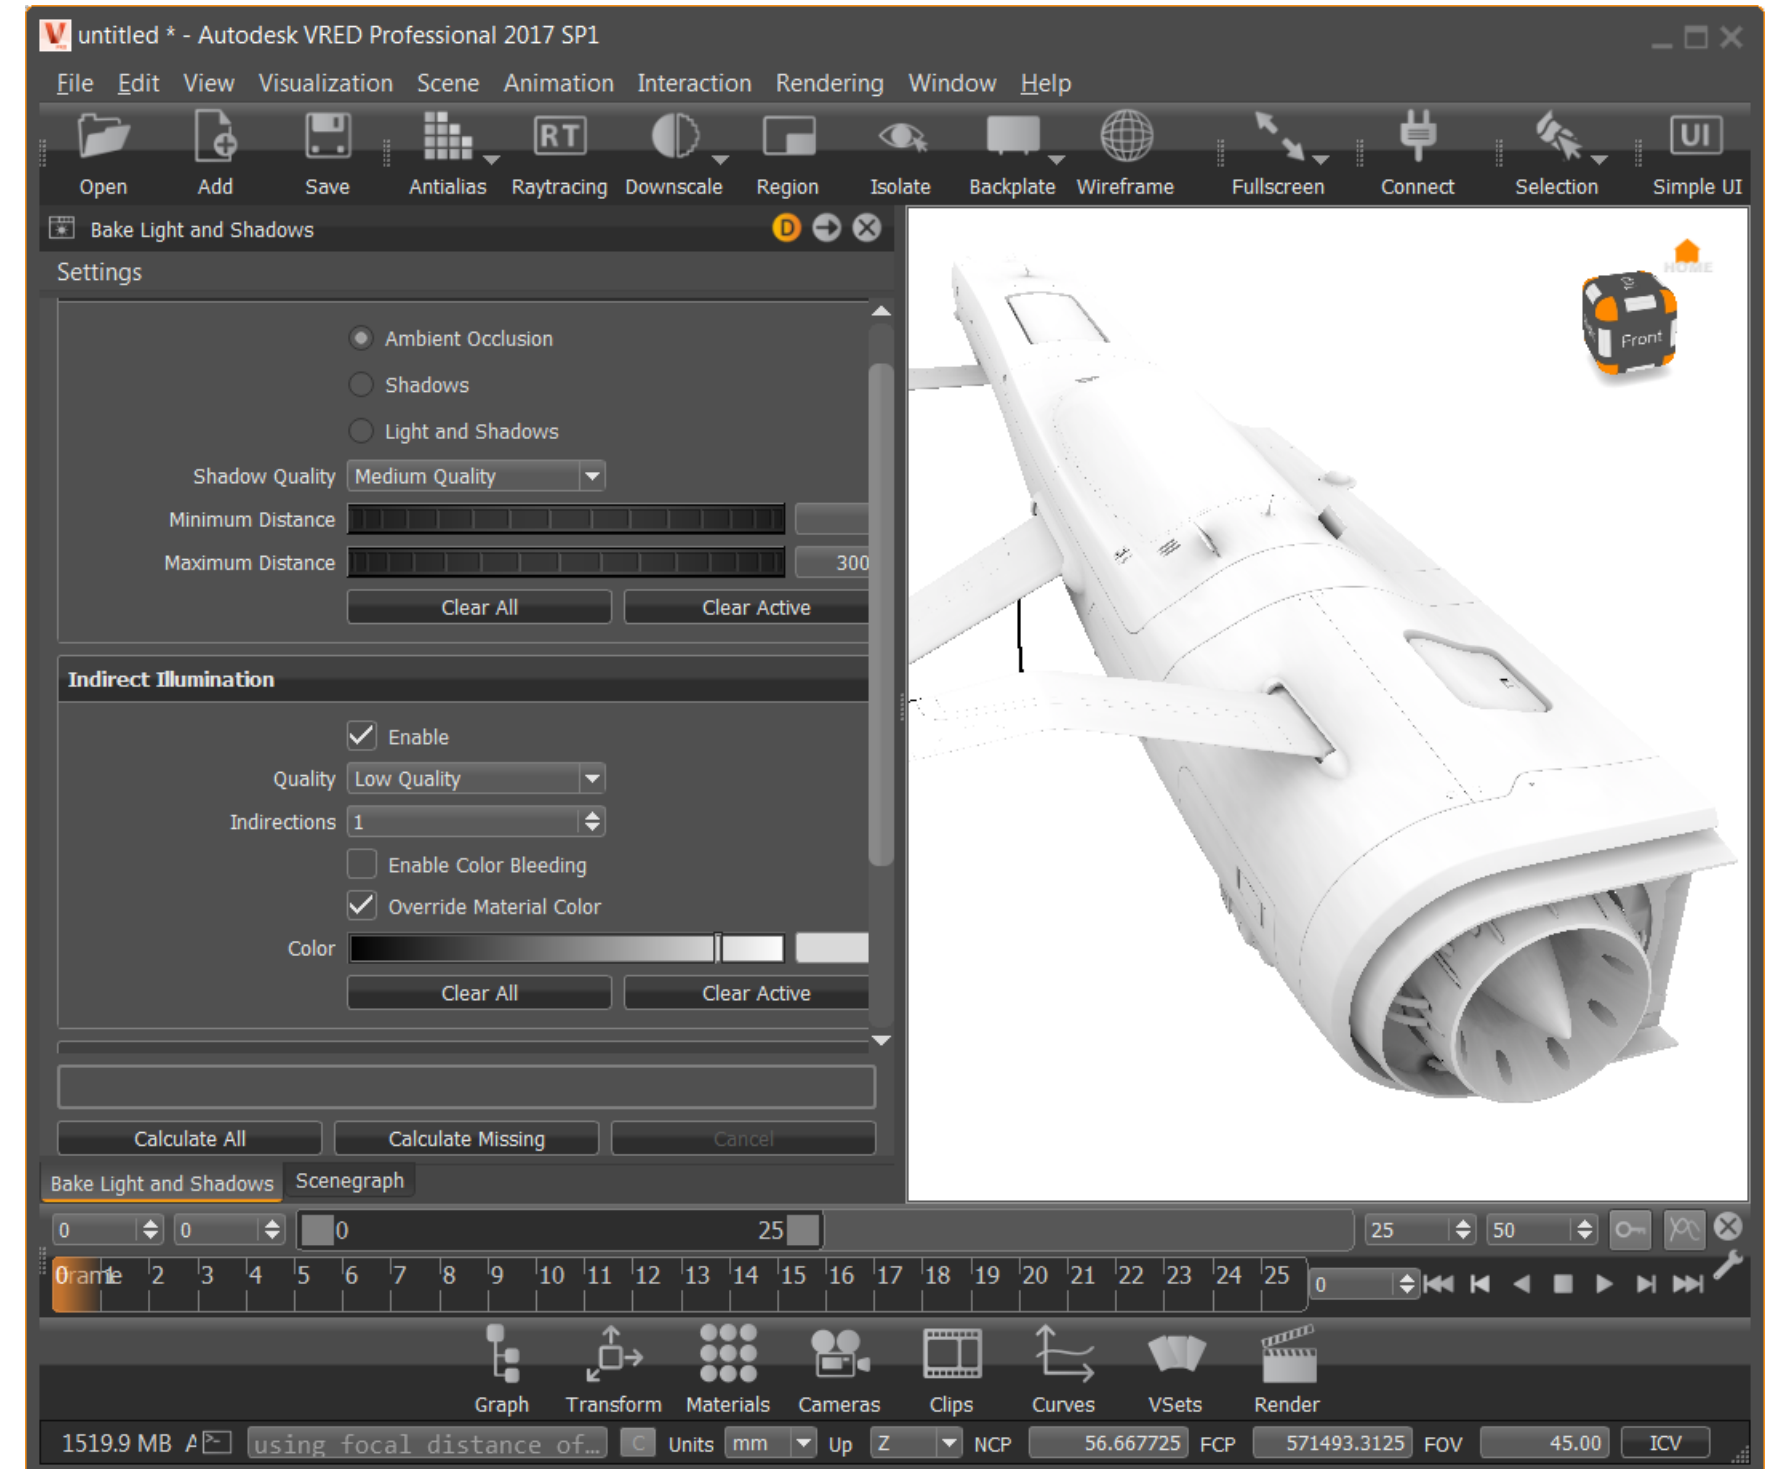 untitled * - Autodesk VRED Professional 2017 SP1
File Edit View Visualization Scene Animation Interaction Rendering Window Help
RT UI
Open Add Save Antialias Raytracing Downscale Region Isolate Backplate Wireframe Fullscreen Connect Selection Simple UI
Bake Light and Shadows D
Settings
HOME
Front
Ambient Occlusion
Shadows
Light and Shadows
Shadow Quality Medium Quality
Minimum Distance
Maximum Distance 300
Clear All Clear Active
Indirect Illumination
Enable
Quality Low Quality
Indirections 1
Enable Color Bleeding
Override Material Color
Color
Clear All Clear Active
Calculate All Calculate Missing Cancel
Bake Light and Shadows Scenegraph
0 0 0 25 25 50
0 1 2 3 4 5 6 7 8 9 10 11 12 13 14 15 16 17 18 19 20 21 22 23 24 25 0
Graph Transform Materials Cameras Clips Curves VSets Render
1519.9 MB using focal distance of… C Units mm Up Z NCP 56.667725 FCP 571493.3125 FOV 45.00 ICV